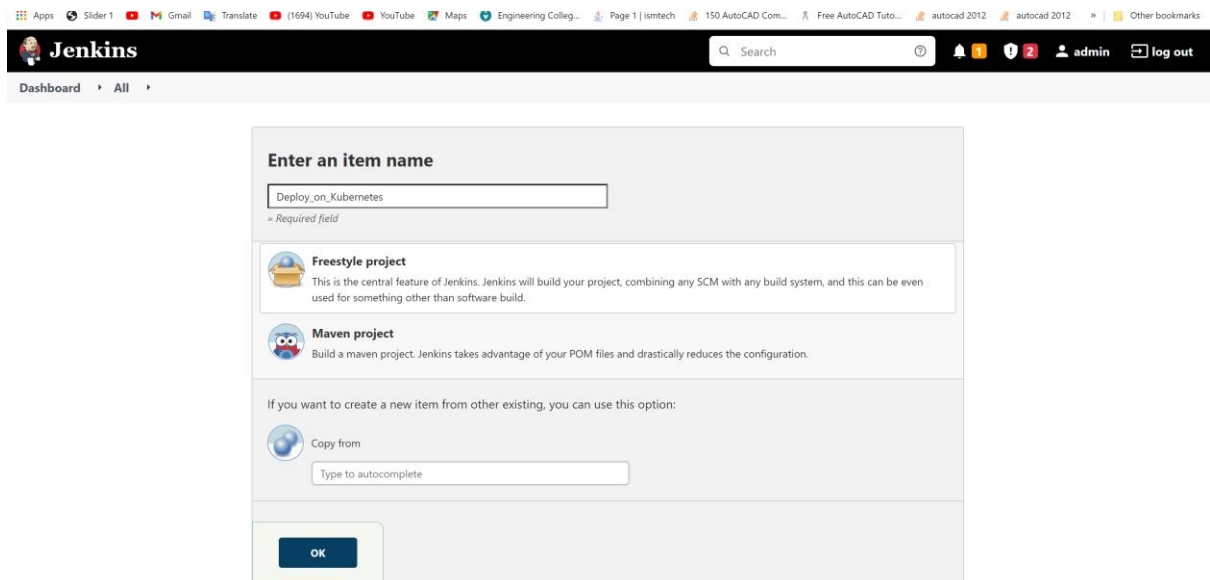 Apps Slider 1 Gmail Translate (1694) YouTube YouTube Maps Engineering Colleg... Page 1 | ismtech 150 AutoCAD Com... Free AutoCAD Tuto... autocad 2012 autocad 2012 » Other bookmarks
Jenkins Search 1 2 admin log out
Dashboard All
Enter an item name
Deploy_on_Kubernetes
» Required field
Freestyle project
This is the central feature of Jenkins. Jenkins will build your project, combining any SCM with any build system, and this can be even
used for something other than software build.
Maven project
Build a maven project. Jenkins takes advantage of your POM files and drastically reduces the configuration.
If you want to create a new item from other existing, you can use this option:
Copy from
Type to autocomplete
OK